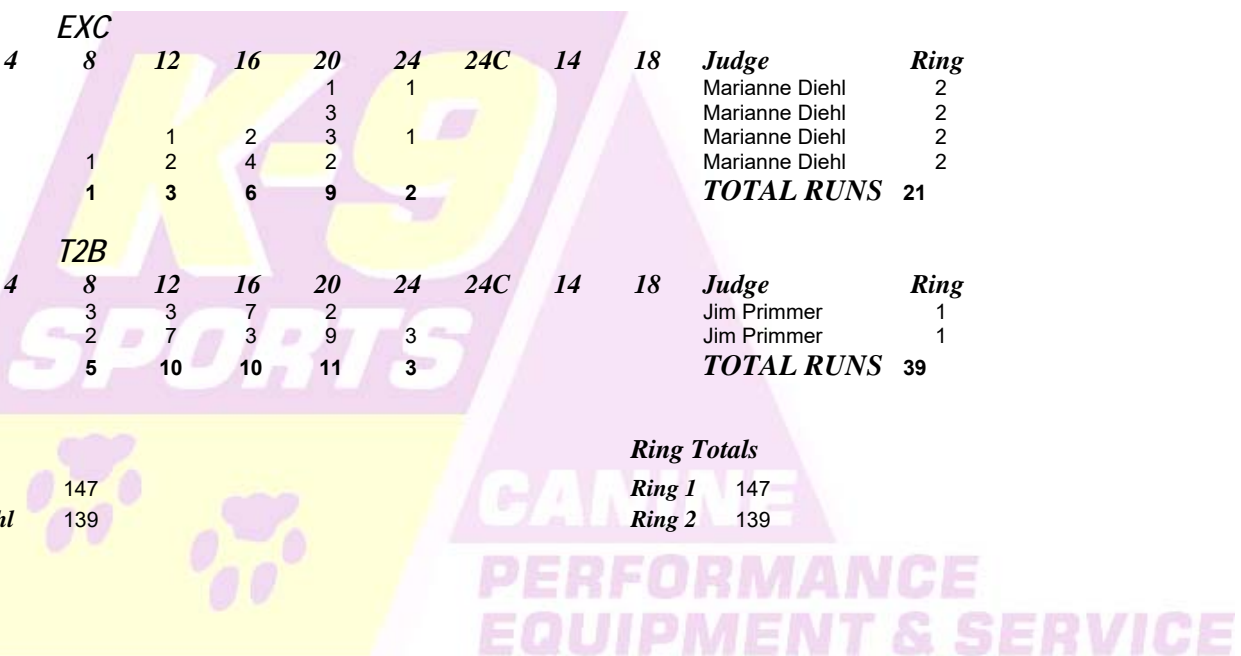 EXC
4 8 12 16 20 24 24C 14 18 Judge Ring
1 1 Marianne Diehl 2
3 Marianne Diehl 2
1 2 3 1 Marianne Diehl 2
1 2 4 2 Marianne Diehl 2
1 3 6 9 2 TOTAL RUNS 21
T2B
4 8 12 16 20 24 24C 14 18 Judge Ring
3 3 7 2 Jim Primmer 1
2 7 3 9 3 Jim Primmer 1
5 10 10 11 3 TOTAL RUNS 39
Ring Totals
147 Ring 1 147
hl 139 Ring 2 139
K-9
SPORTS
CANINE
PERFORMANCE
EQUIPMENT & SERVICE